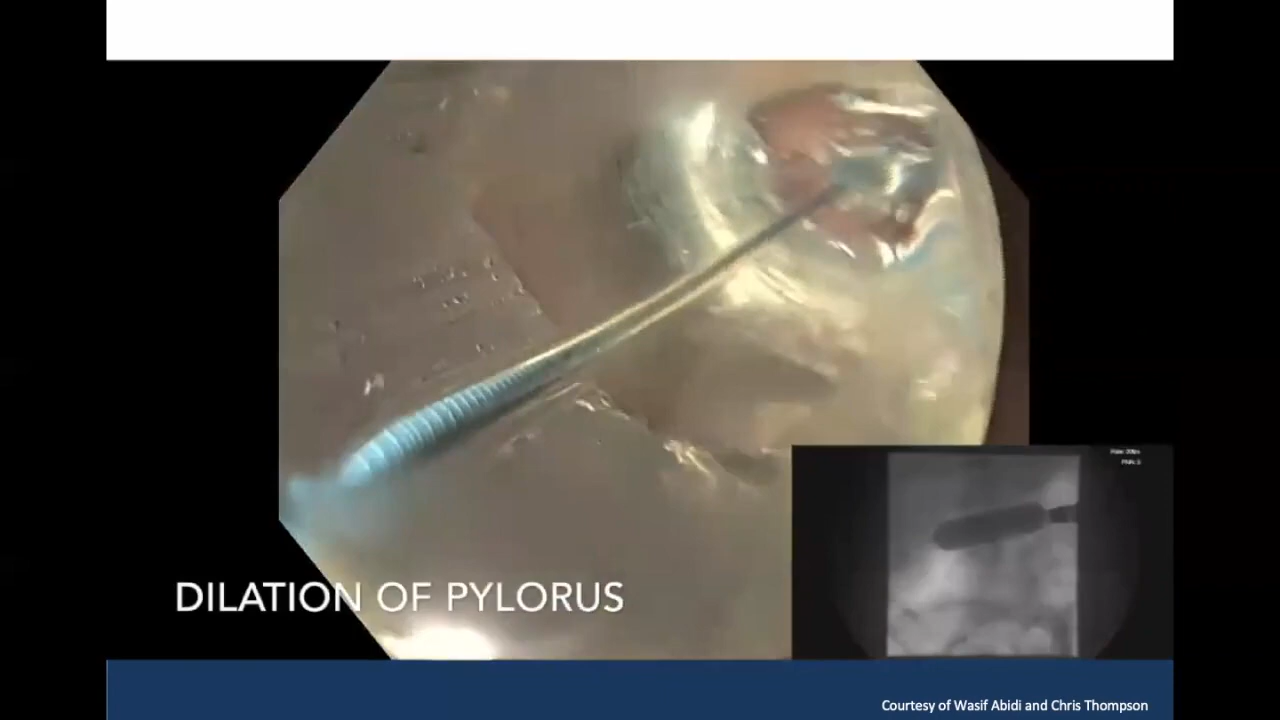 DILATION OF PYLORUS
Courtesy of Wasif Abidi and Chris Thompson